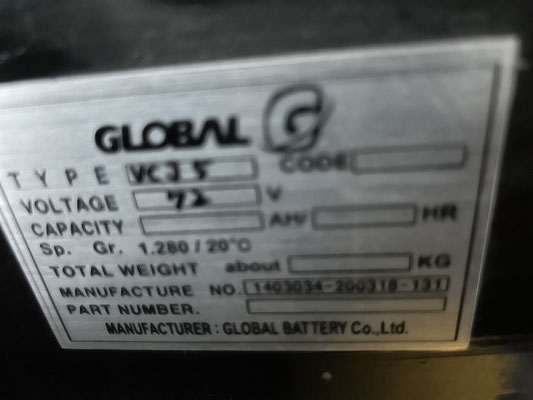 GLOBAL G
TYPE VCJ5 CODE
VOLTAGE 72 V
CAPACITY AH/ HR
Sp. Gr. 1.280 / 20°C
TOTAL WEIGHT about KG
MANUFACTURE NO. 1403034-200318-131
PART NUMBER.
MANUFACTURER : GLOBAL BATTERY Co.,Ltd.